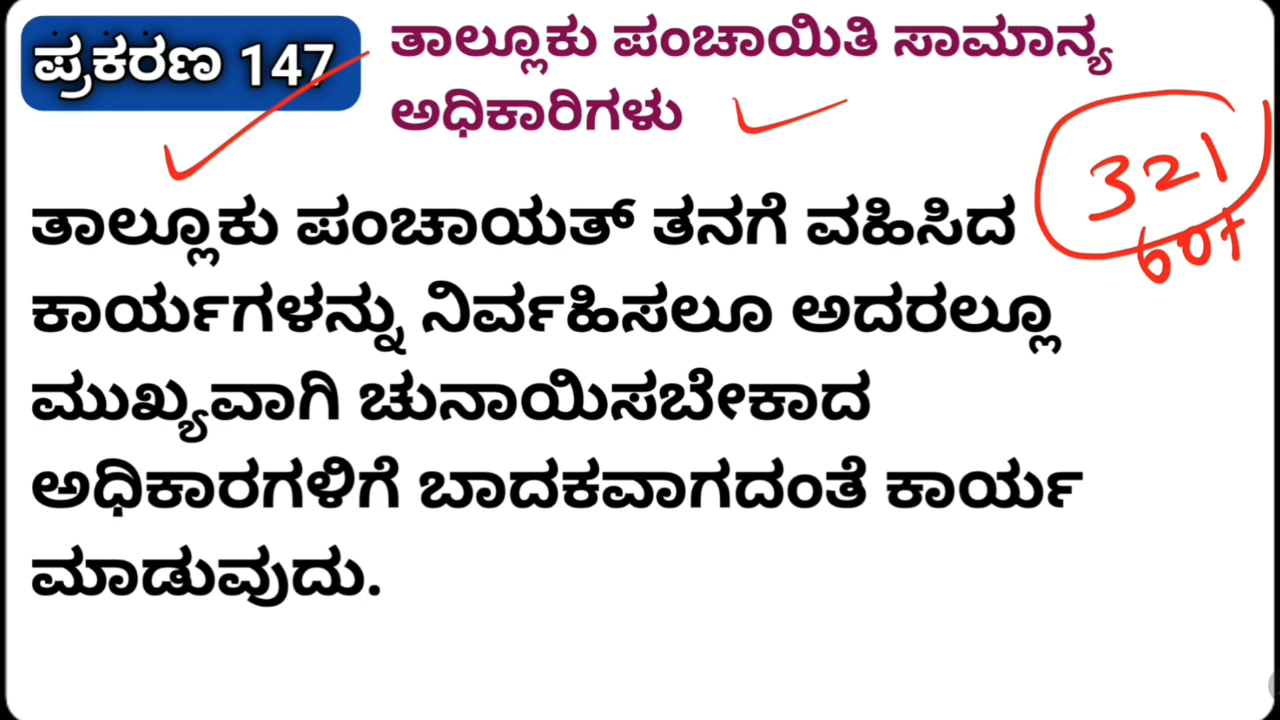 ಪ್ರಕರಣ 147
ತಾಲ್ಲೂಕು ಪಂಚಾಯಿತಿ ಸಾಮಾನ್ಯ
ಅಧಿಕಾರಿಗಳು
321
ತಾಲ್ಲೂಕು ಪಂಚಾಯತ್ ತನಗೆ ವಹಿಸಿದ
ಕಾರ್ಯಗಳನ್ನು ನಿರ್ವಹಿಸಲೂ ಅದರಲ್ಲೂ
ಮುಖ್ಯವಾಗಿ ಚುನಾಯಿಸಬೇಕಾದ
ಅಧಿಕಾರಗಳಿಗೆ ಬಾದಕವಾಗದಂತೆ ಕಾರ್ಯ
ಮಾಡುವುದು.